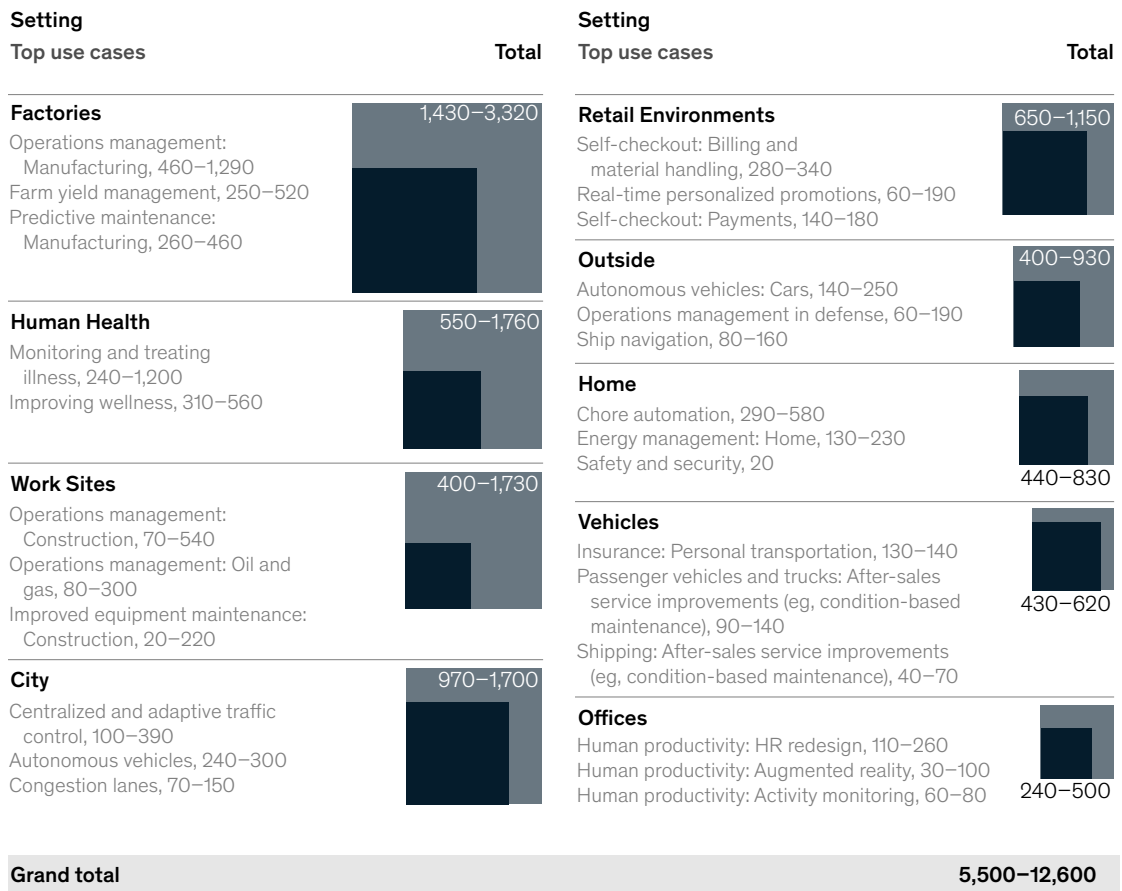 Setting
Top use cases
Total
Factories
1,430–3,320
Operations management:
Manufacturing, 460–1,290
Farm yield management, 250–520
Predictive maintenance:
Manufacturing, 260–460
Human Health
550–1,760
Monitoring and treating
illness, 240–1,200
Improving wellness, 310–560
Work Sites
400–1,730
Operations management:
Construction, 70–540
Operations management: Oil and
gas, 80–300
Improved equipment maintenance:
Construction, 20–220
City
970–1,700
Centralized and adaptive traffic
control, 100–390
Autonomous vehicles, 240–300
Congestion lanes, 70–150
Setting
Top use cases
Total
Retail Environments
650–1,150
Self-checkout: Billing and
material handling, 280–340
Real-time personalized promotions, 60–190
Self-checkout: Payments, 140–180
Outside
400–930
Autonomous vehicles: Cars, 140–250
Operations management in defense, 60–190
Ship navigation, 80–160
Home
Chore automation, 290–580
Energy management: Home, 130–230
Safety and security, 20
440–830
Vehicles
Insurance: Personal transportation, 130–140
Passenger vehicles and trucks: After-sales
service improvements (eg, condition-based
maintenance), 90–140
Shipping: After-sales service improvements
(eg, condition-based maintenance), 40–70
430–620
Offices
Human productivity: HR redesign, 110–260
Human productivity: Augmented reality, 30–100
Human productivity: Activity monitoring, 60–80
240–500
Grand total
5,500–12,600